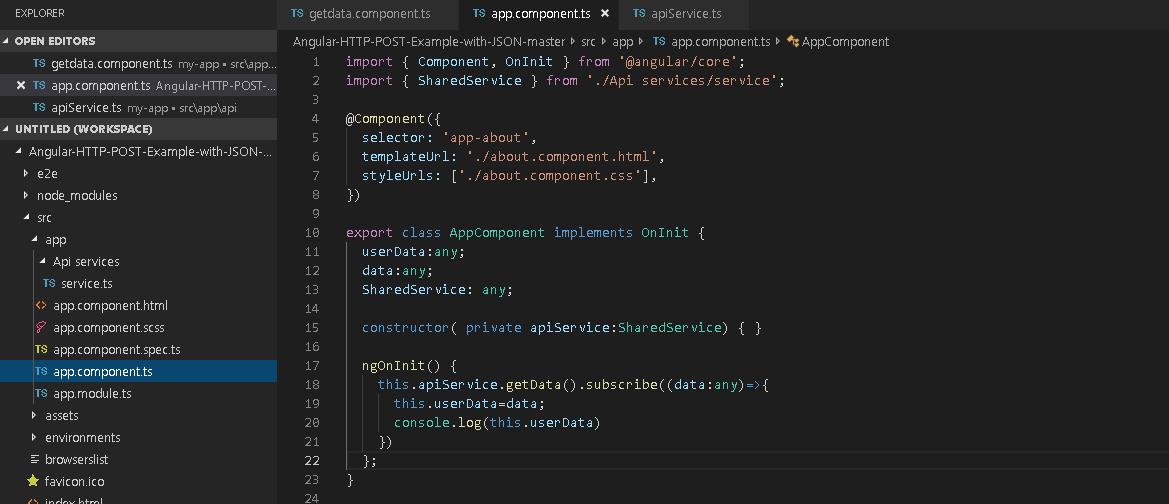 EXPLORER
OPEN EDITORS
TS getdata.component.ts my-app • src\app...
× app.component.ts Angular-HTTP-POST-...
TS apiService.ts my-app • src\app\api
UNTITLED (WORKSPACE)
Angular-HTTP-POST-Example-with-JSON-...
e2e
node_modules
src
app
Api services
TS service.ts
<> app.component.html
app.component.scss
TS app.component.spec.ts
TS app.component.ts
TS app.module.ts
assets
environments
browserslist
favicon.ico
<> index.html
TS getdata.component.ts
TS app.component.ts ×
TS apiService.ts
Angular-HTTP-POST-Example-with-JSON-master ▸ src ▸ app ▸ TS app.component.ts ▸ AppComponent
1 import { Component, OnInit } from '@angular/core';
2 import { SharedService } from './Api services/service';
3
4 @Component({
5   selector: 'app-about',
6   templateUrl: './about.component.html',
7   styleUrls: ['./about.component.css'],
8 })
9
10 export class AppComponent implements OnInit {
11   userData:any;
12   data:any;
13   SharedService: any;
14
15   constructor( private apiService:SharedService) { }
16
17   ngOnInit() {
18     this.apiService.getData().subscribe((data:any)=>{
19       this.userData=data;
20       console.log(this.userData)
21     })
22   };
23 }
24